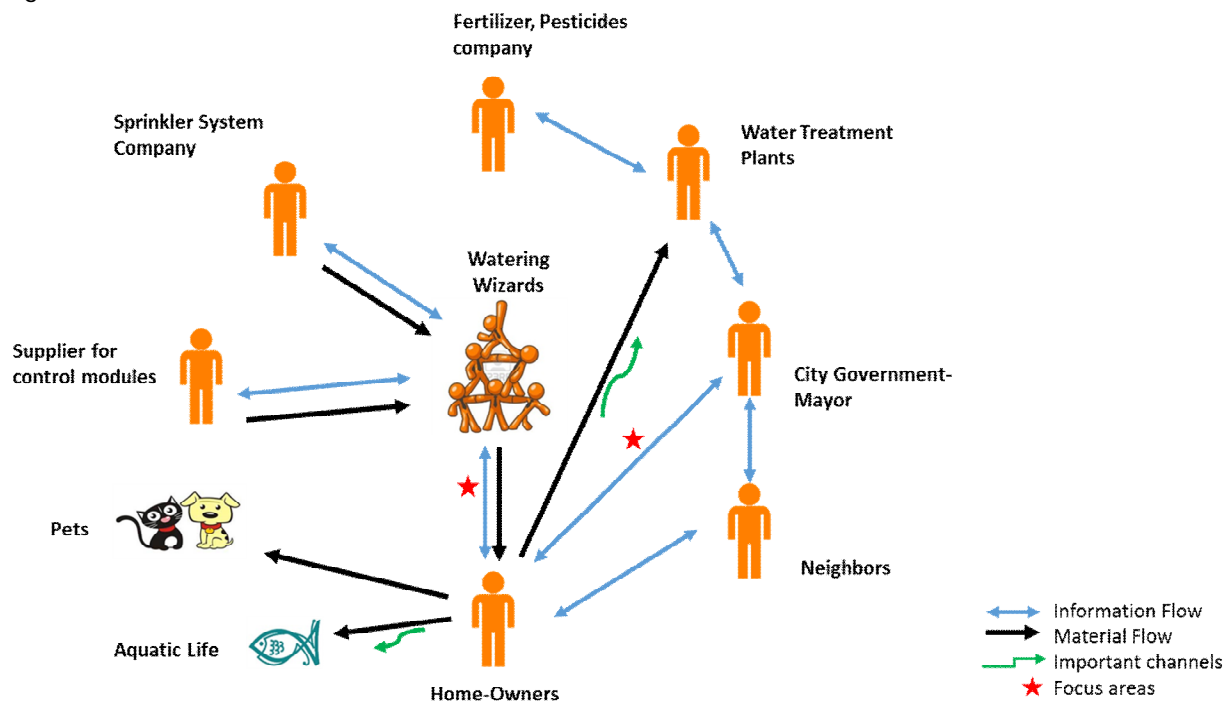 Fertilizer, Pesticides
company
Sprinkler System
Company
Water Treatment
Plants
Watering
Wizards
Supplier for
control modules
City Government-
Mayor
Pets
Neighbors
Aquatic Life
Home-Owners
Information Flow
Material Flow
Important channels
Focus areas